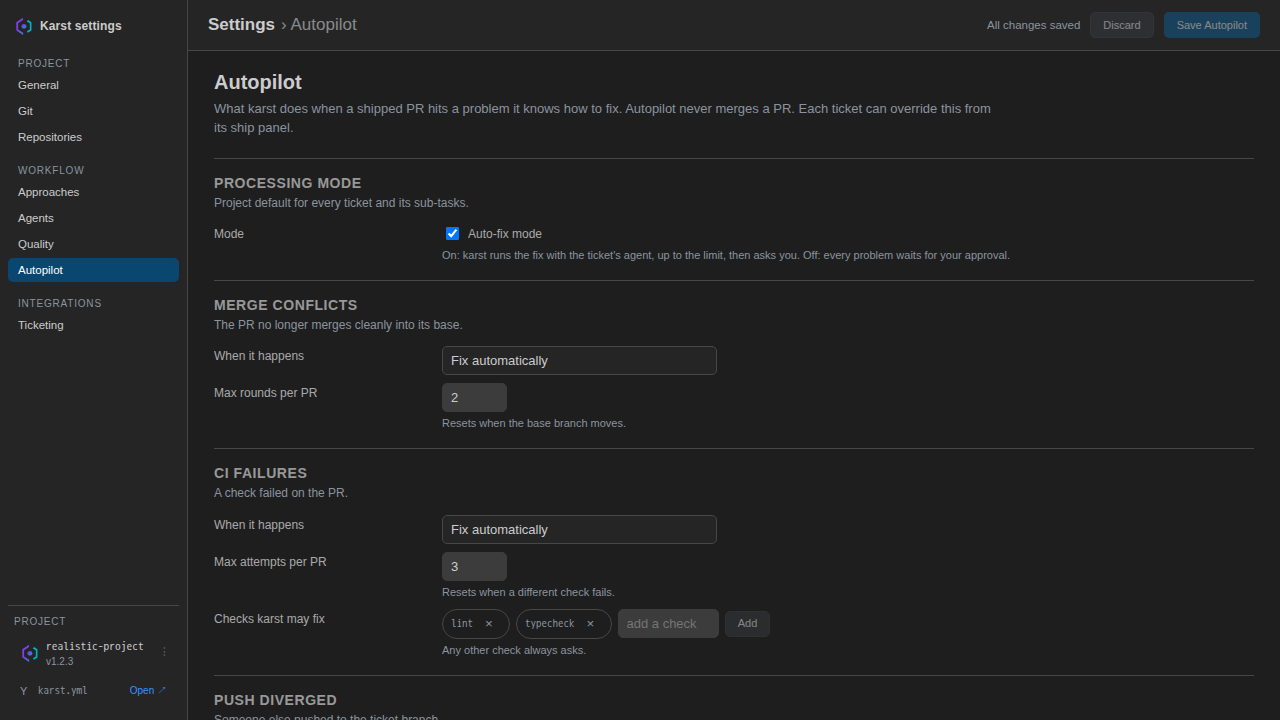 Karst settings
PROJECT
General
Git
Repositories
WORKFLOW
Approaches
Agents
Quality
Autopilot
INTEGRATIONS
Ticketing
PROJECT
realistic-project
v1.2.3
Y karst.yml Open ↗
Settings › Autopilot
All changes saved Discard Save Autopilot
Autopilot
What karst does when a shipped PR hits a problem it knows how to fix. Autopilot never merges a PR. Each ticket can override this from
its ship panel.
PROCESSING MODE
Project default for every ticket and its sub-tasks.
Mode Auto-fix mode
On: karst runs the fix with the ticket's agent, up to the limit, then asks you. Off: every problem waits for your approval.
MERGE CONFLICTS
The PR no longer merges cleanly into its base.
When it happens Fix automatically
Max rounds per PR 2
Resets when the base branch moves.
CI FAILURES
A check failed on the PR.
When it happens Fix automatically
Max attempts per PR 3
Resets when a different check fails.
Checks karst may fix lint × typecheck × add a check Add
Any other check always asks.
PUSH DIVERGED
Someone else pushed to the ticket branch.